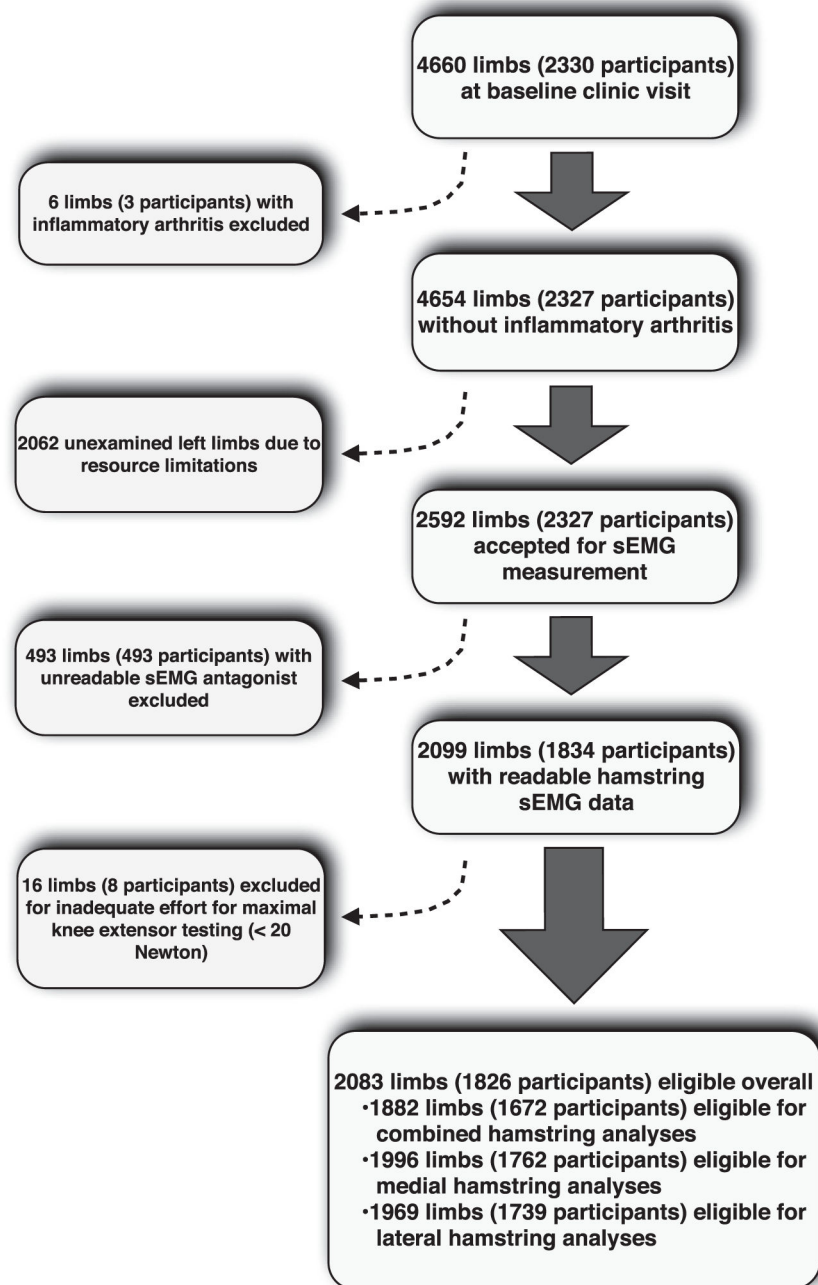 4660 limbs (2330 participants)
at baseline clinic visit
6 limbs (3 participants) with
inflammatory arthritis excluded
4654 limbs (2327 participants)
without inflammatory arthritis
2062 unexamined left limbs due to
resource limitations
2592 limbs (2327 participants)
accepted for sEMG
measurement
493 limbs (493 participants) with
unreadable sEMG antagonist
excluded
2099 limbs (1834 participants)
with readable hamstring
sEMG data
16 limbs (8 participants) excluded
for inadequate effort for maximal
knee extensor testing (< 20
Newton)
2083 limbs (1826 participants) eligible overall
•1882 limbs (1672 participants) eligible for
combined hamstring analyses
•1996 limbs (1762 participants) eligible for
medial hamstring analyses
•1969 limbs (1739 participants) eligible for
lateral hamstring analyses